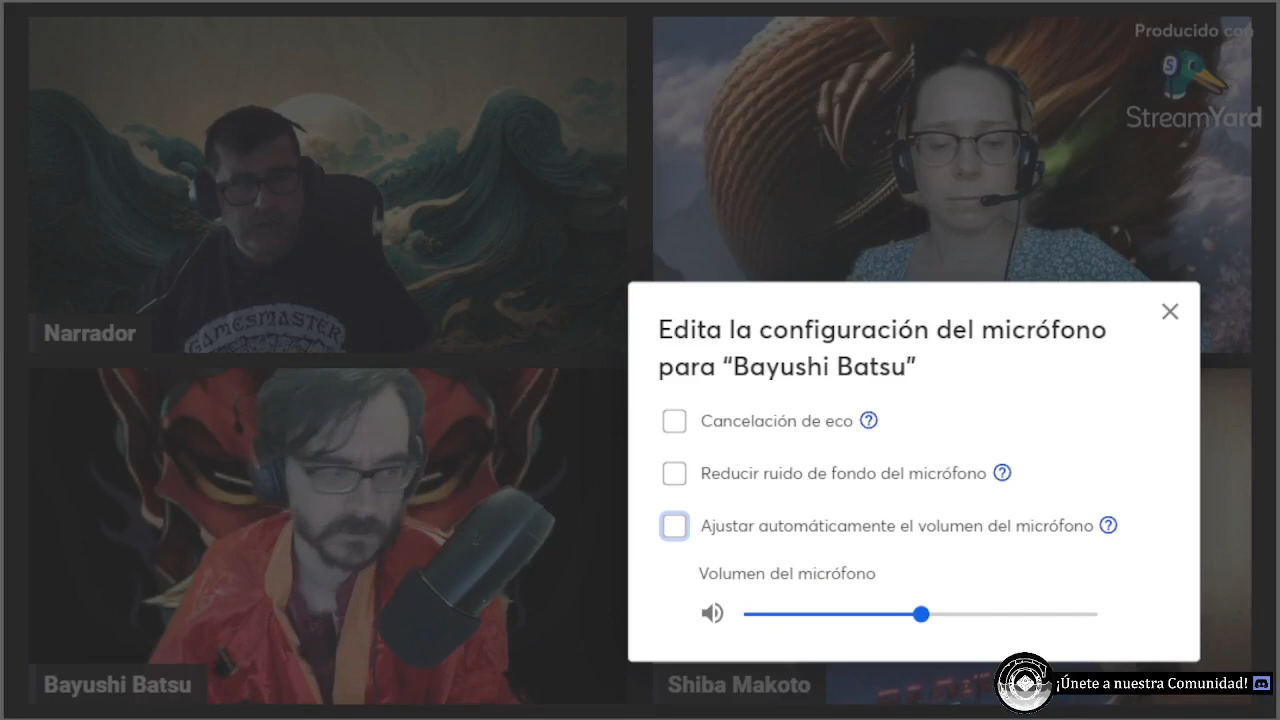 Producido con
StreamYard
GAMESMASTER
Narrador
Edita la configuración del micrófono
para “Bayushi Batsu”
Cancelación de eco
Reducir ruido de fondo del micrófono
Ajustar automáticamente el volumen del micrófono
Volumen del micrófono
Bayushi Batsu
Shiba Makoto
¡Únete a nuestra Comunidad!